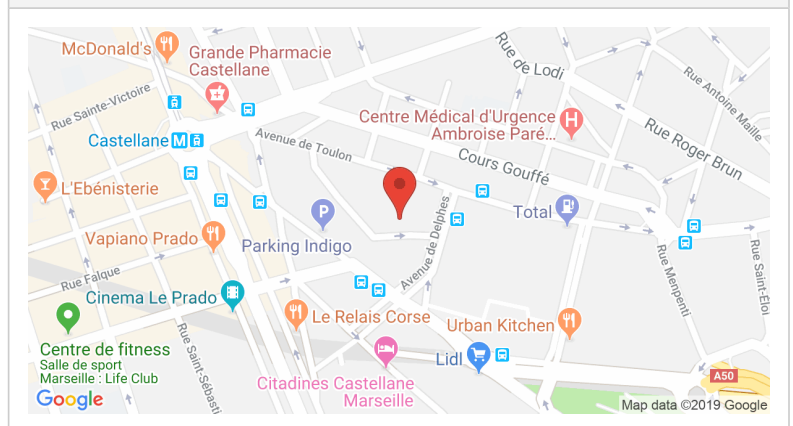 McDonald's
Grande Pharmacie
Castellane
Rue de Lodi
Rue Antoine Maille
Rue Sainte-Victoire
Centre Médical d'Urgence
Ambroise Paré...
H
Rue Roger Brun
Castellane M
Avenue de Toulon
Cours Gouffé
L'Ebénisterie
P
Total
Vapiano Prado
Parking Indigo
Avenue de Delphes
Rue Falque
Rue Menpenti
Rue Saint-Eloi
Cinema Le Prado
Le Relais Corse
Urban Kitchen
Centre de fitness
Salle de sport
Marseille : Life Club
Rue Saint-Sébasti
Lidl
Citadines Castellane
Marseille
A50
Google
Map data ©2019 Google